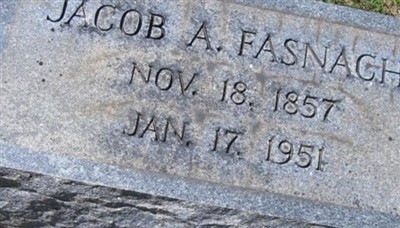 JACOB A. FASNACH
NOV. 18. 1857
JAN. 17. 1951